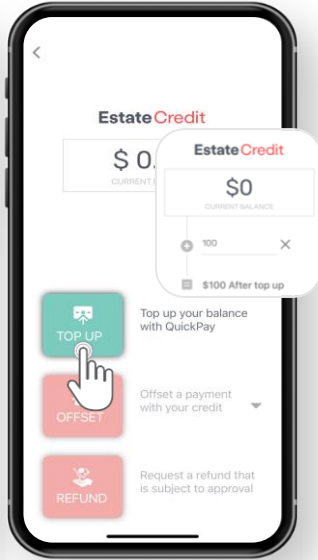 EstateCredit
$ 0.
CURRENT
EstateCredit
$0
CURRENT BALANCE
100
$100 After top up
TOP UP
Top up your balance
with QuickPay
OFFSET
Offset a payment
with your credit
REFUND
Request a refund that
is subject to approval